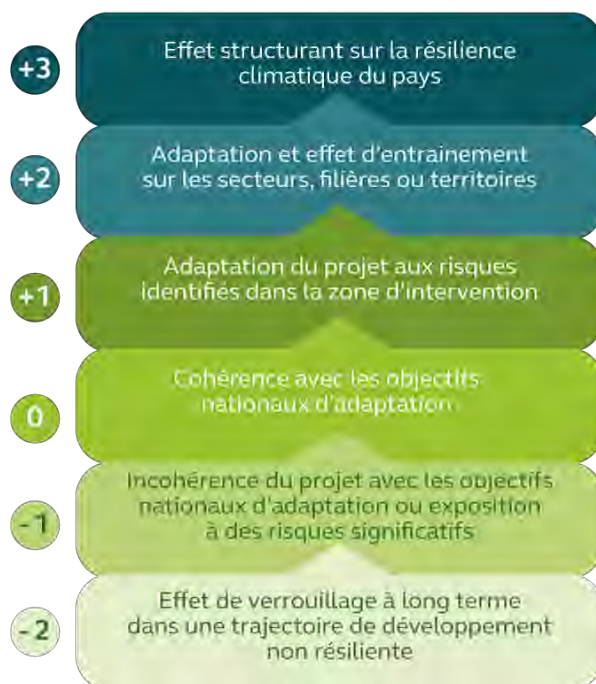 +3
Effet structurant sur la résilience
climatique du pays
+2
Adaptation et effet d'entrainement
sur les secteurs, filières ou territoires
+1
Adaptation du projet aux risques
identifiés dans la zone d'intervention
0
Cohérence avec les objectifs
nationaux d'adaptation
-1
Incohérence du projet avec les objectifs
nationaux d'adaptation ou exposition
à des risques significatifs
-2
Effet de verrouillage à long terme
dans une trajectoire de développement
non résiliente